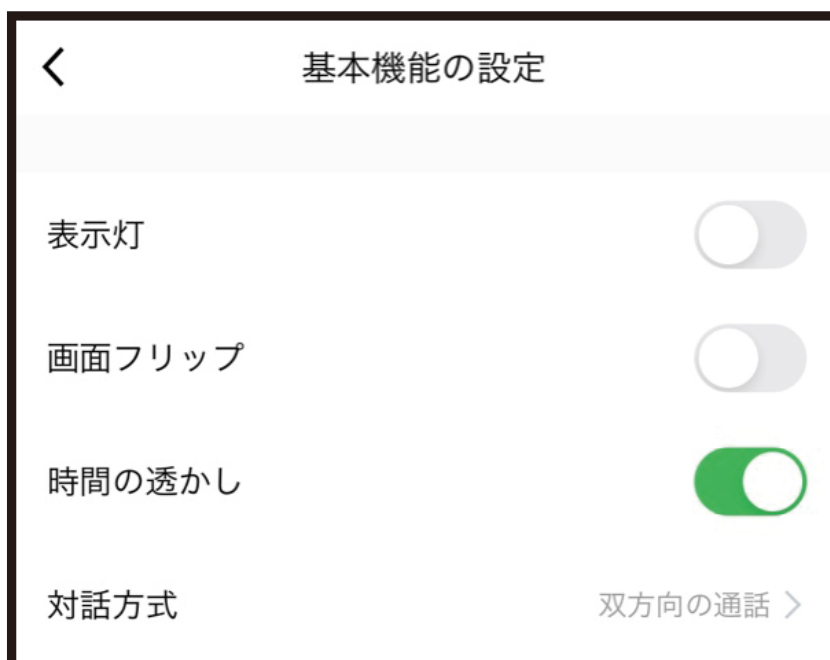 基本機能の設定
表示灯
画面フリップ
時間の透かし
対話方式 双方向の通話